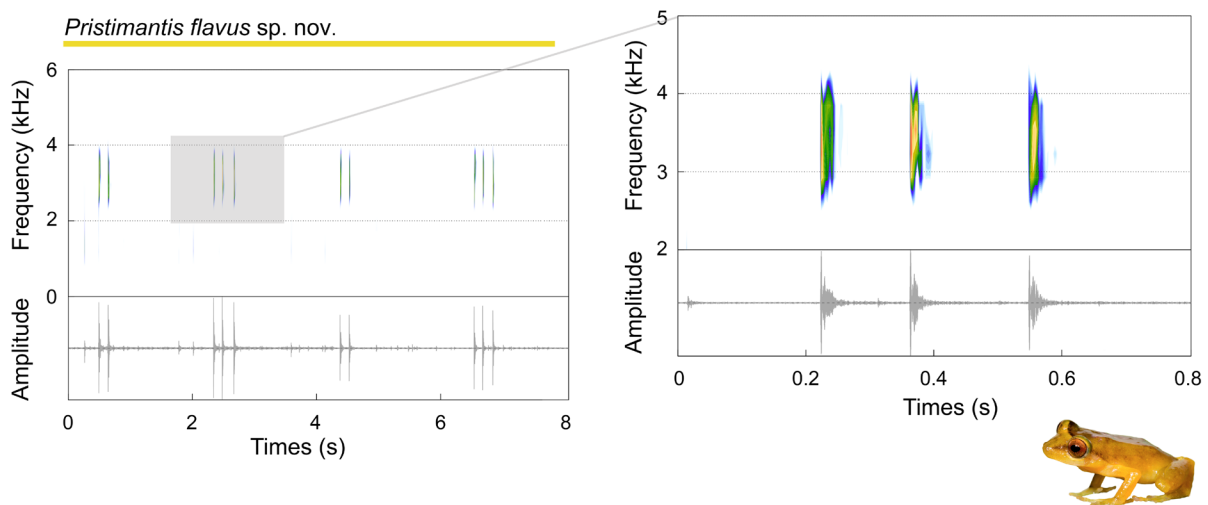 Pristimantis flavus sp. nov.
Frequency (kHz)
6
4
2
0
Amplitude
0
2
4
6
8
Times (s)
Frequency (kHz)
5
4
3
2
Amplitude
0
0.2
0.4
0.6
0.8
Times (s)